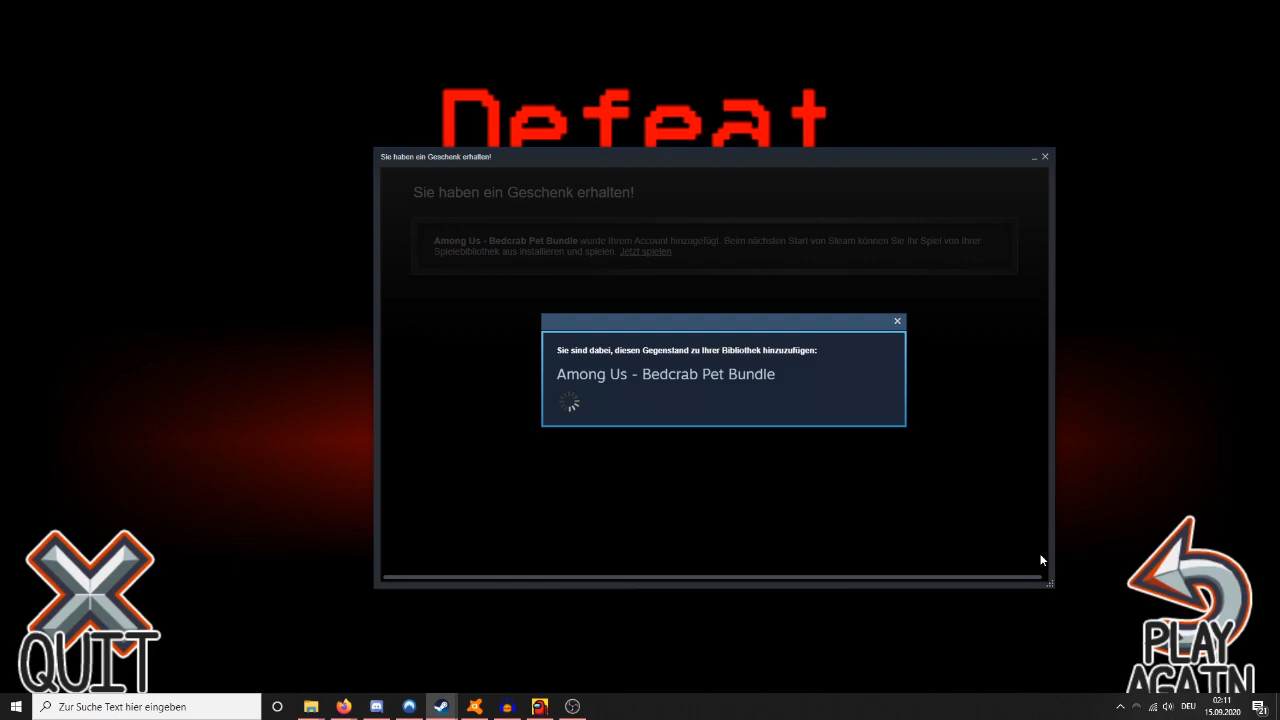 Defeat
Sie haben ein Geschenk erhalten!
Sie haben ein Geschenk erhalten!
Among Us - Bedcrab Pet Bundle wurde Ihrem Account hinzugefügt. Beim nächsten Start von Steam können Sie Ihr Spiel von Ihrer
Spielebibliothek aus installieren und spielen. Jetzt spielen
Sie sind dabei, diesen Gegenstand zu Ihrer Bibliothek hinzuzufügen:
Among Us - Bedcrab Pet Bundle
QUIT
PLAY
AGAIN
Zur Suche Text hier eingeben
DEU
02:11
15.09.2020
21